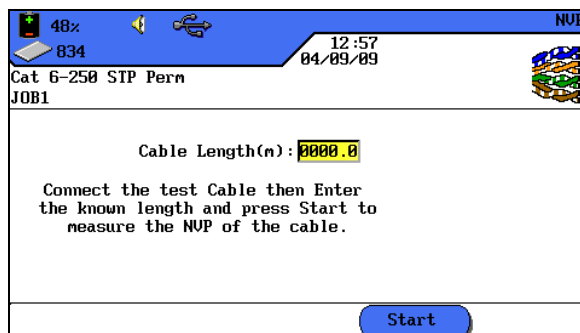 48% NVP
834 12:57
04/09/09
Cat 6-250 STP Perm
JOB1
Cable Length(m): 0000.0
Connect the test Cable then Enter
the known length and press Start to
measure the NVP of the cable.
Start